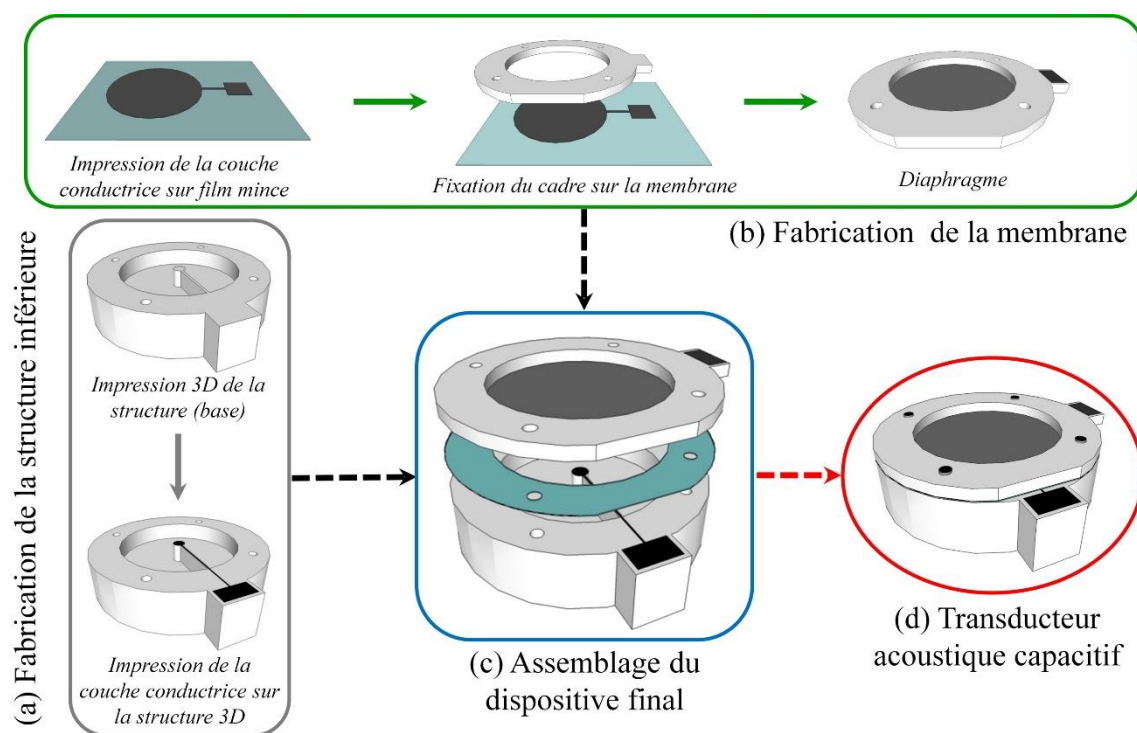 Impression de la couche
conductrice sur film mince
Fixation du cadre sur la membrane
Diaphragme
(b) Fabrication de la membrane
(a) Fabrication de la structure inférieure
Impression 3D de la
structure (base)
Impression de la
couche conductrice sur
la structure 3D
(c) Assemblage du
dispositive final
(d) Transducteur
acoustique capacitif